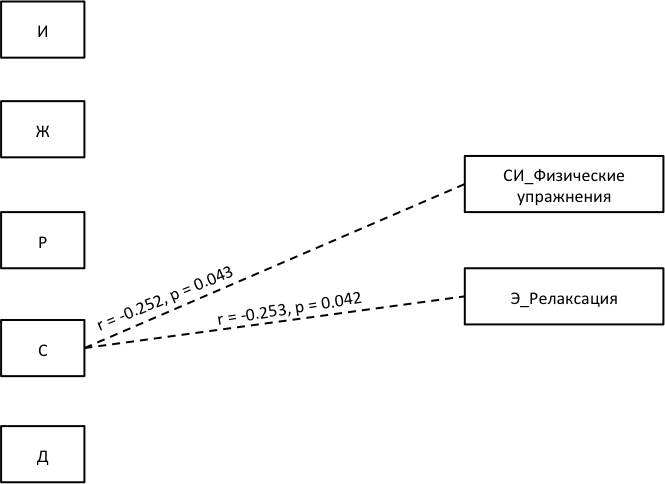 И
Ж
СИ_Физические
упражнения
Р
r = -0.252, p = 0.043
Э_Релаксация
r = -0.253, p = 0.042
С
Д